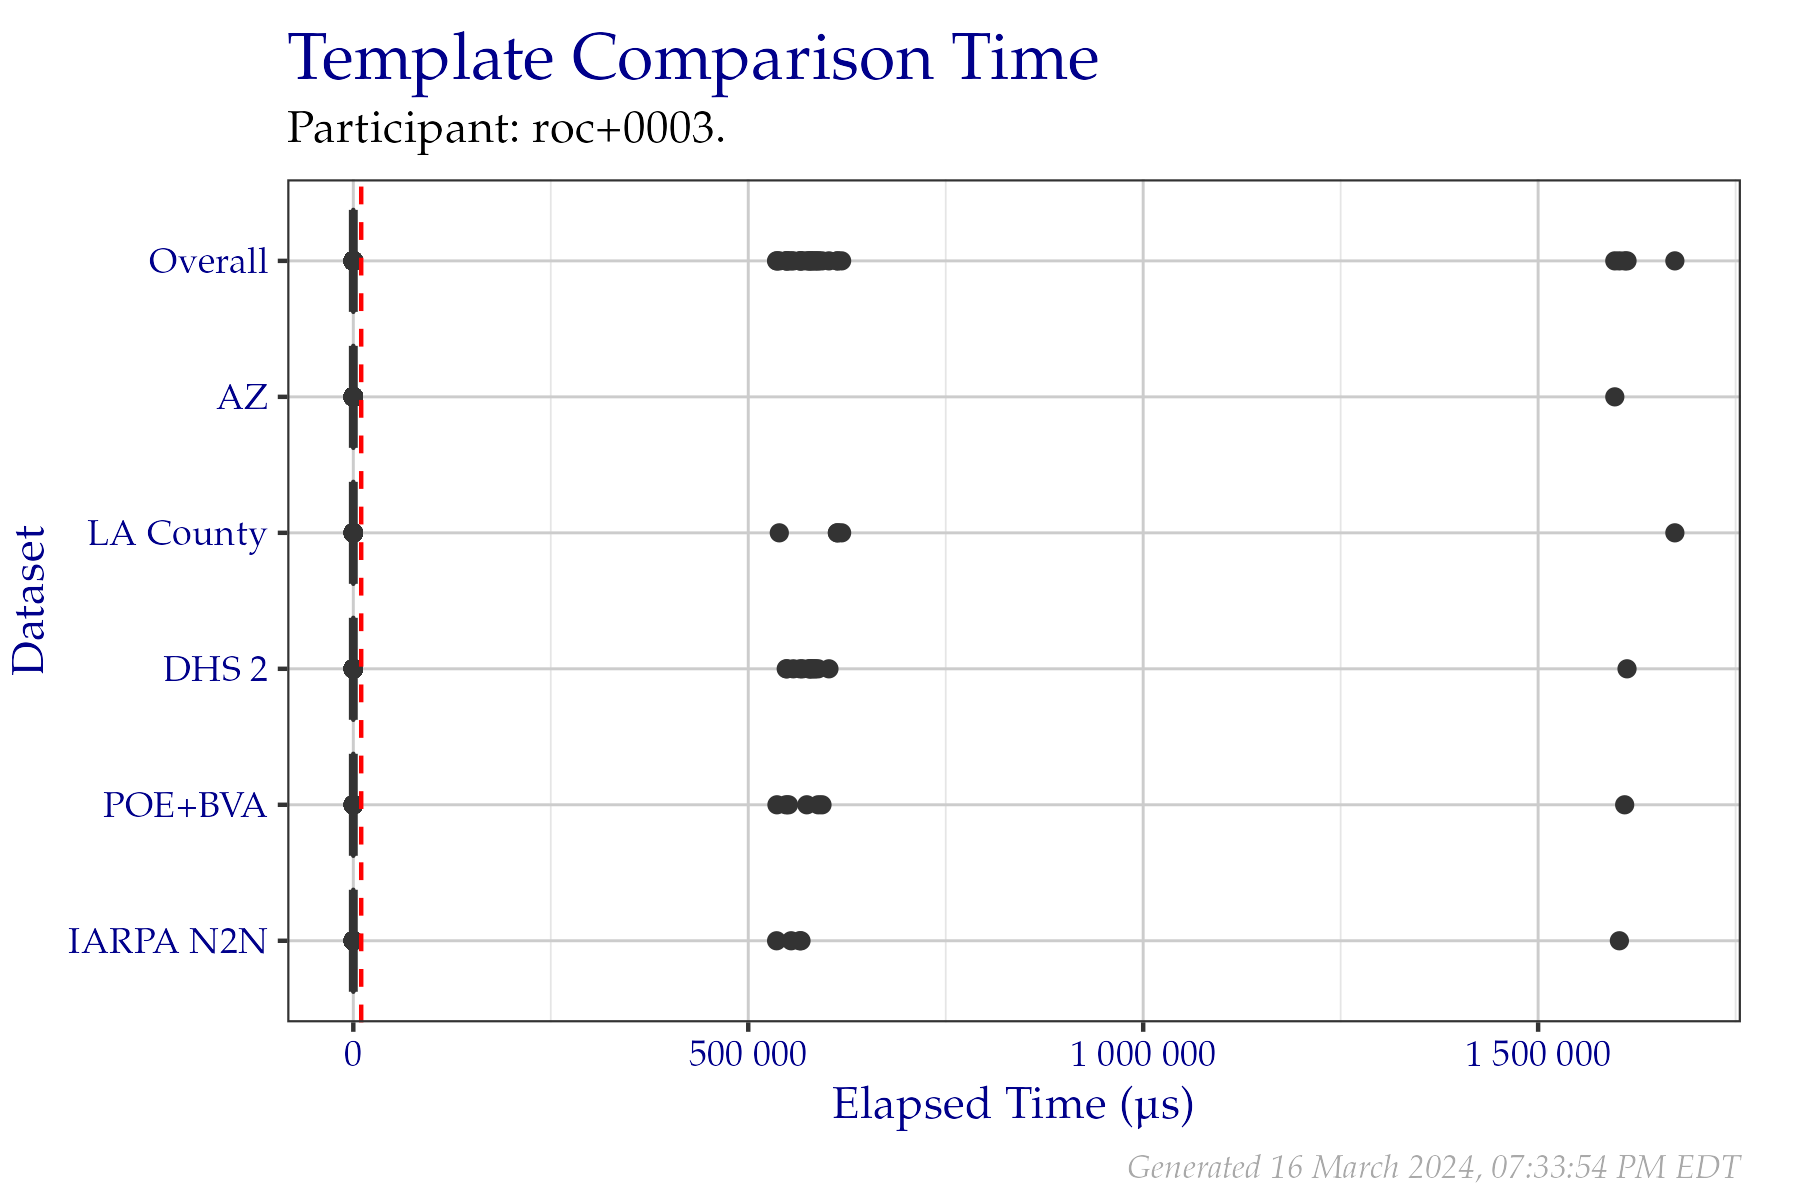 Template Comparison Time
Participant: roc+0003.
Dataset
Overall
AZ
LA County
DHS 2
POE+BVA
IARPA N2N
0 500 000 1 000 000 1 500 000
Elapsed Time (µs)
Generated 16 March 2024, 07:33:54 PM EDT